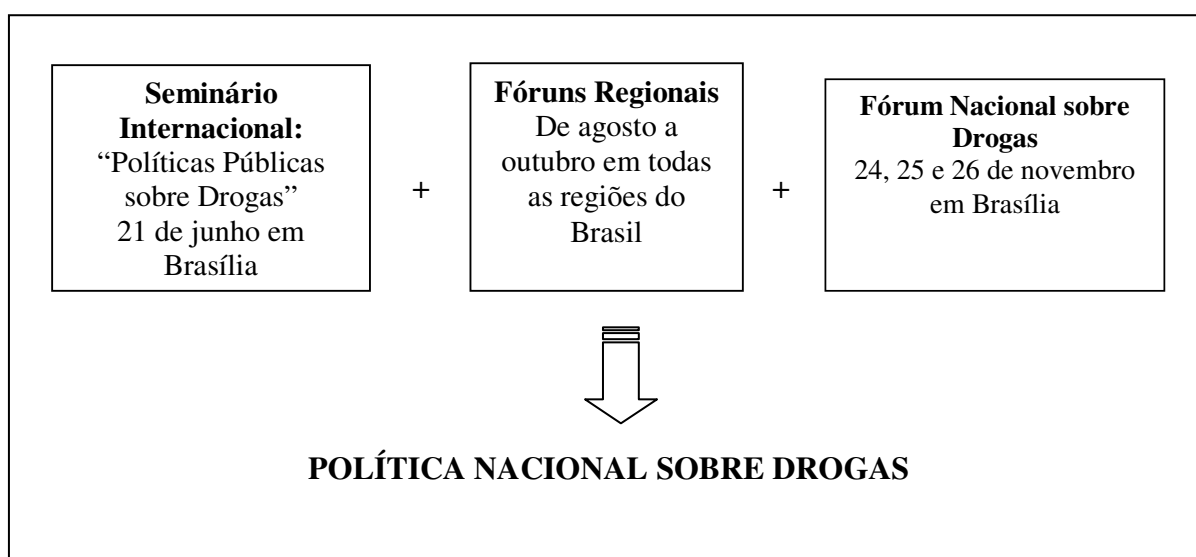 Seminário
Internacional:
“Políticas Públicas
sobre Drogas”
21 de junho em
Brasília
+
Fóruns Regionais
De agosto a
outubro em todas
as regiões do
Brasil
+
Fórum Nacional sobre
Drogas
24, 25 e 26 de novembro
em Brasília
POLÍTICA NACIONAL SOBRE DROGAS